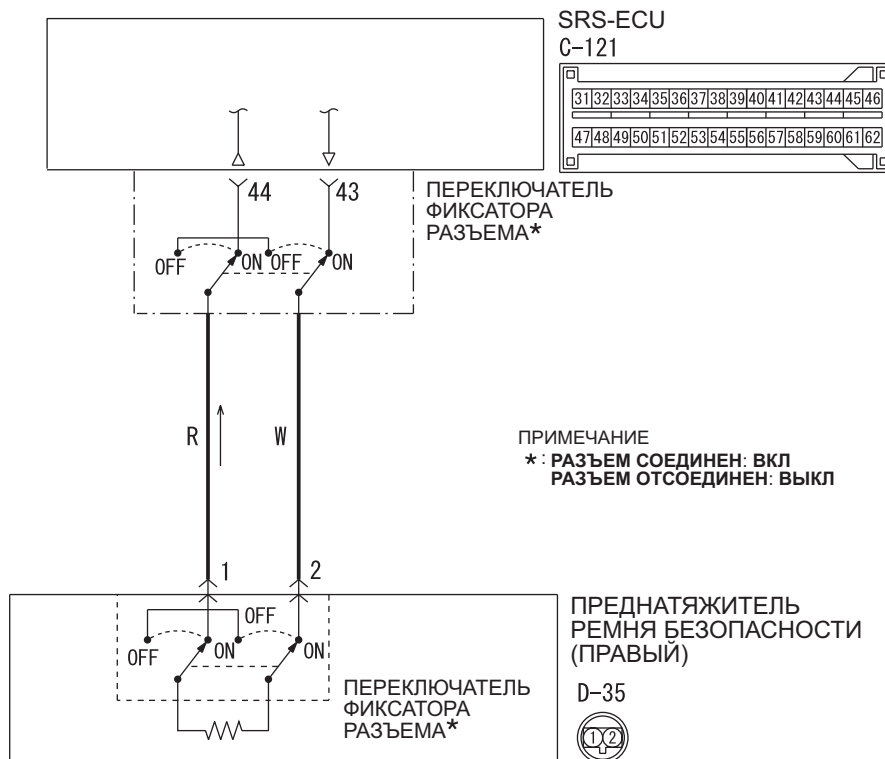 SRS-ECU
C-121
31 32 33 34 35 36 37 38 39 40 41 42 43 44 45 46
47 48 49 50 51 52 53 54 55 56 57 58 59 60 61 62
44 43
ПЕРЕКЛЮЧАТЕЛЬ
ФИКСАТОРА
РАЗЪЕМА*
OFF ON OFF ON
R W
ПРИМЕЧАНИЕ
* : РАЗЪЕМ СОЕДИНЕН: ВКЛ
РАЗЪЕМ ОТСОЕДИНЕН: ВЫКЛ
1 2
OFF
OFF ON ON
ПРЕДНАТЯЖИТЕЛЬ
РЕМНЯ БЕЗОПАСНОСТИ
(ПРАВЫЙ)
ПЕРЕКЛЮЧАТЕЛЬ
ФИКСАТОРА
РАЗЪЕМА*
D-35
1 2